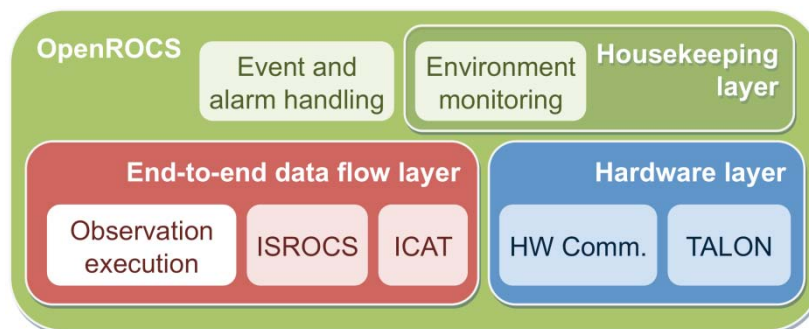 OpenROCS
Event and
alarm handling
Environment
monitoring
Housekeeping
layer
End-to-end data flow layer
Observation
execution
ISROCS
ICAT
Hardware layer
HW Comm.
TALON